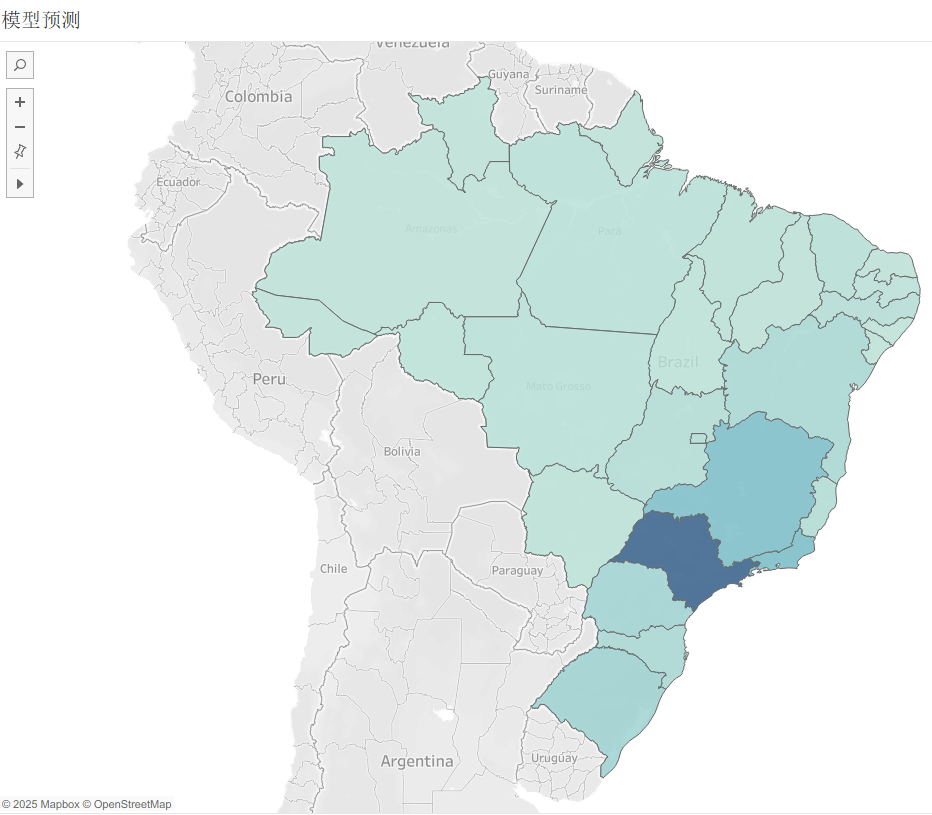 模型预测
Venezuela
Guyana
Suriname
Colombia
Ecuador
Amazonas
Pará
Peru
Brazil
Mato Grosso
Bolivia
Chile
Paraguay
Argentina
Uruguay
© 2025 Mapbox © OpenStreetMap